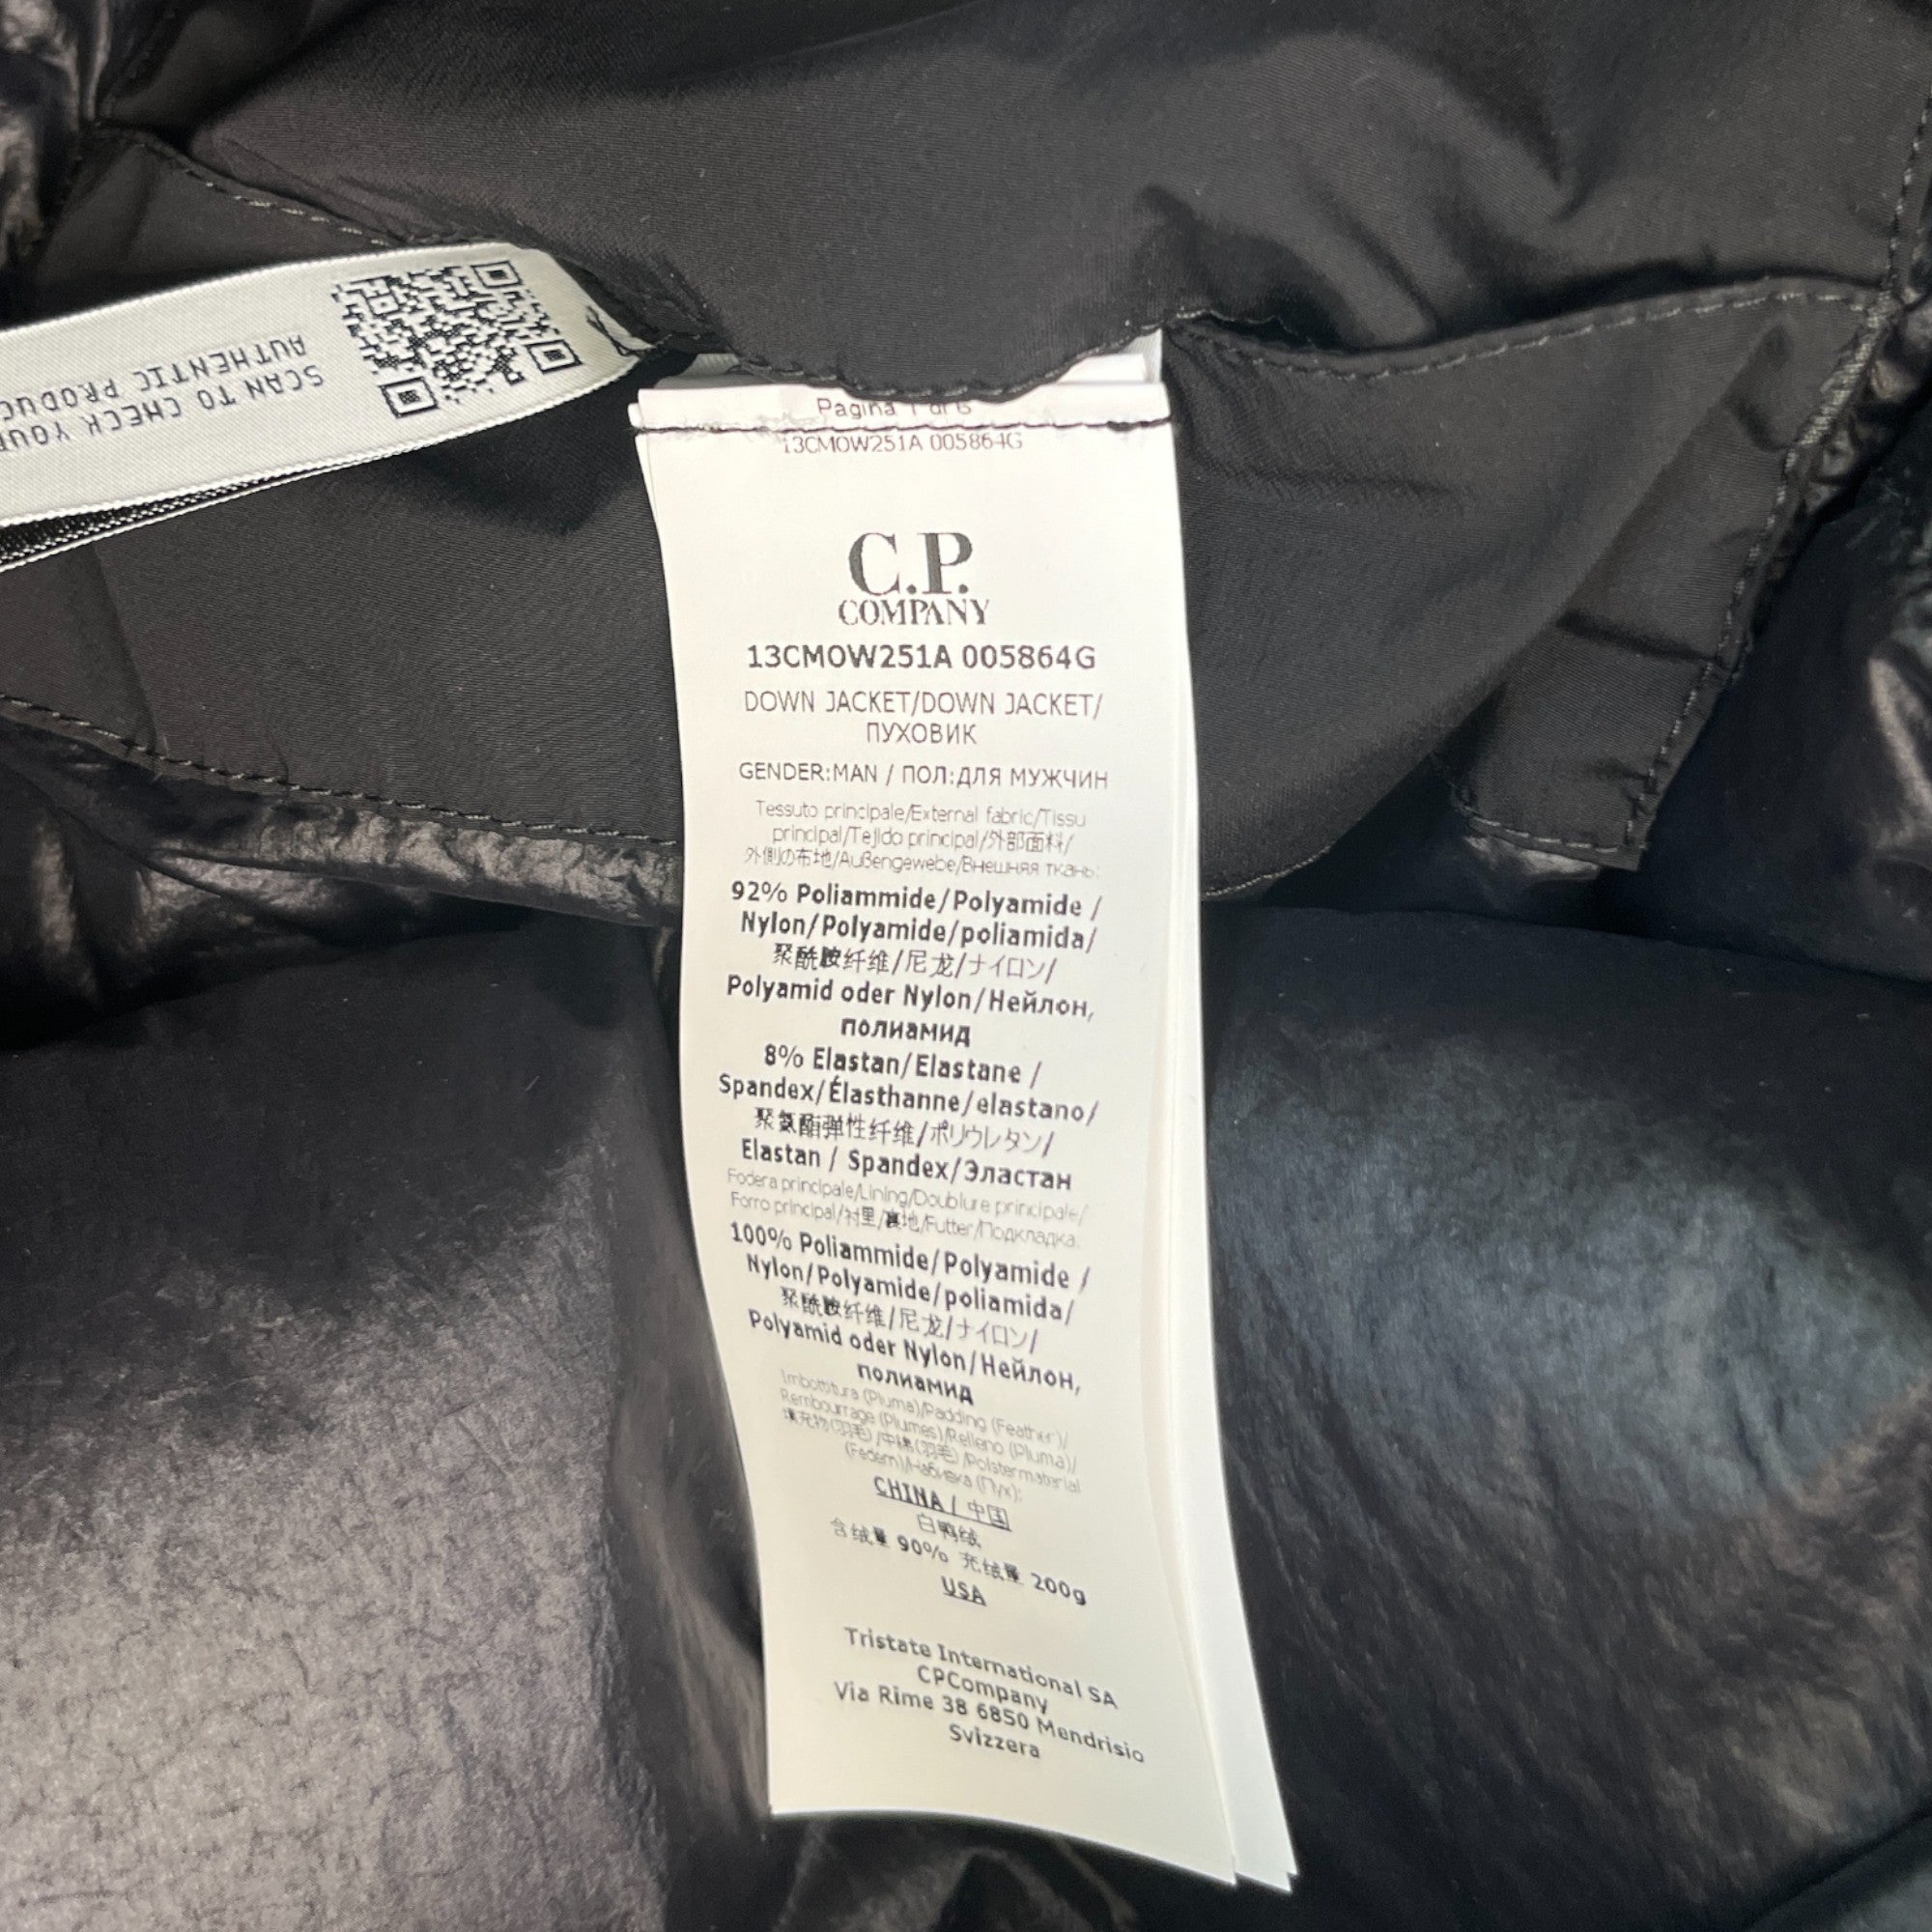 SCAN TO CHECK YOUR
AUTHENTIC PRODUC
Pagina 1 di 6
13CMOW251A 005864G
C.P.
COMPANY
13CMOW251A 005864G
DOWN JACKET/DOWN JACKET/
ПУХОВИК
GENDER:MAN / ПОЛ:ДЛЯ МУЖЧИН
Tessuto principale/External fabric/Tissu
principal/Tejido principal/外部面料/
外側の布地/Außengewebe/Внешняя ткань:
92% Poliammide/Polyamide /
Nylon/Polyamide/poliamida/
聚酰胺纤维/尼龙/ナイロン/
Polyamid oder Nylon/Нейлон,
полиамид
8% Elastan/Elastane /
Spandex/Élasthanne/elastano/
聚氨酯弹性纤维/ポリウレタン/
Elastan / Spandex/Эластан
Fodera principale/Lining/Doublure principale/
Forro principal/衬里/裏地/Futter/Подкладка:
100% Poliammide/Polyamide /
Nylon/Polyamide/poliamida/
聚酰胺纤维/尼龙/ナイロン/
Polyamid oder Nylon/Нейлон,
полиамид
Imbottitura (Piuma)/Padding (Feather)/
Rembourrage (Plumes)/Relleno (Pluma)/
填充物(羽毛)/中綿(羽毛)/Polstermaterial
(Federn)/Набивка (Пух):
CHINA / 中国
白鸭绒
含绒量 90% 充绒量 200g
USA
Tristate International SA
CPCompany
Via Rime 38 6850 Mendrisio
Svizzera